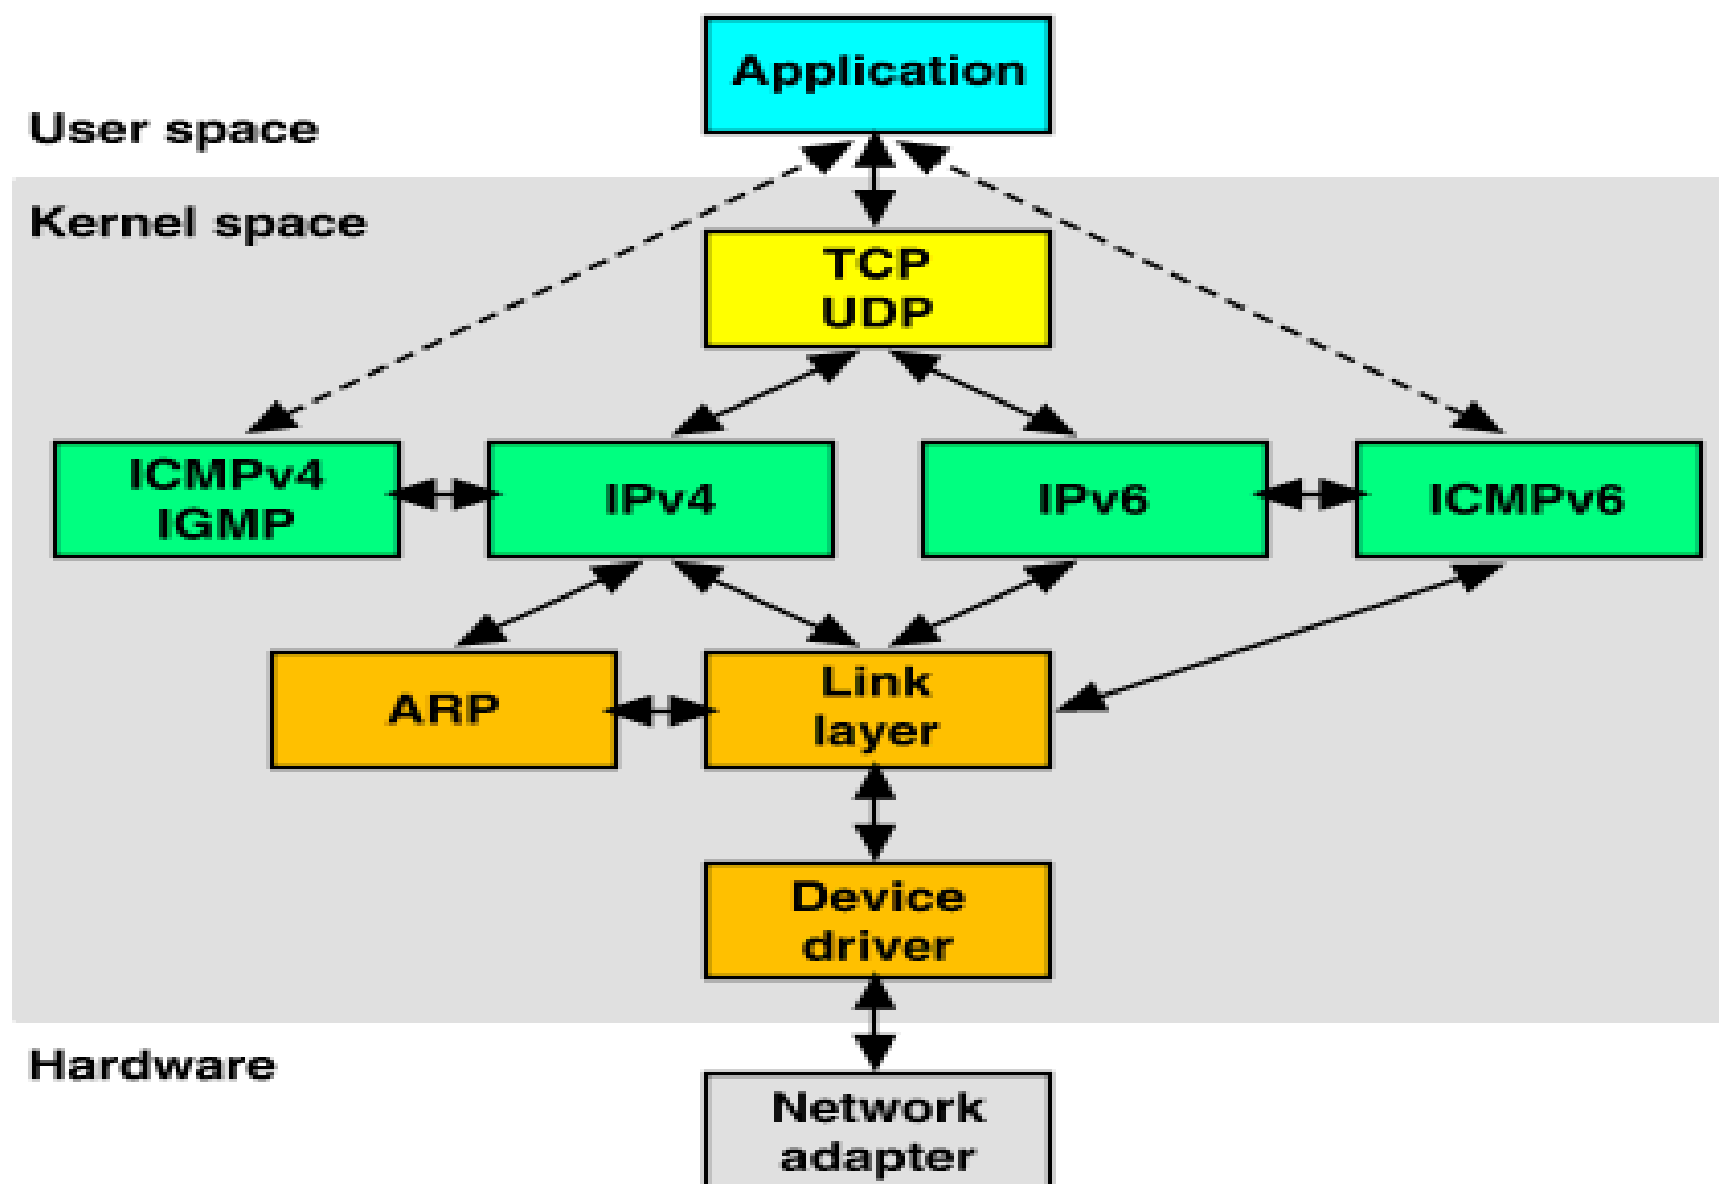 Application
User space
Kernel space
TCP
UDP
ICMPv4
IGMP
IPv4
IPv6
ICMPv6
ARP
Link
layer
Device
driver
Hardware
Network
adapter